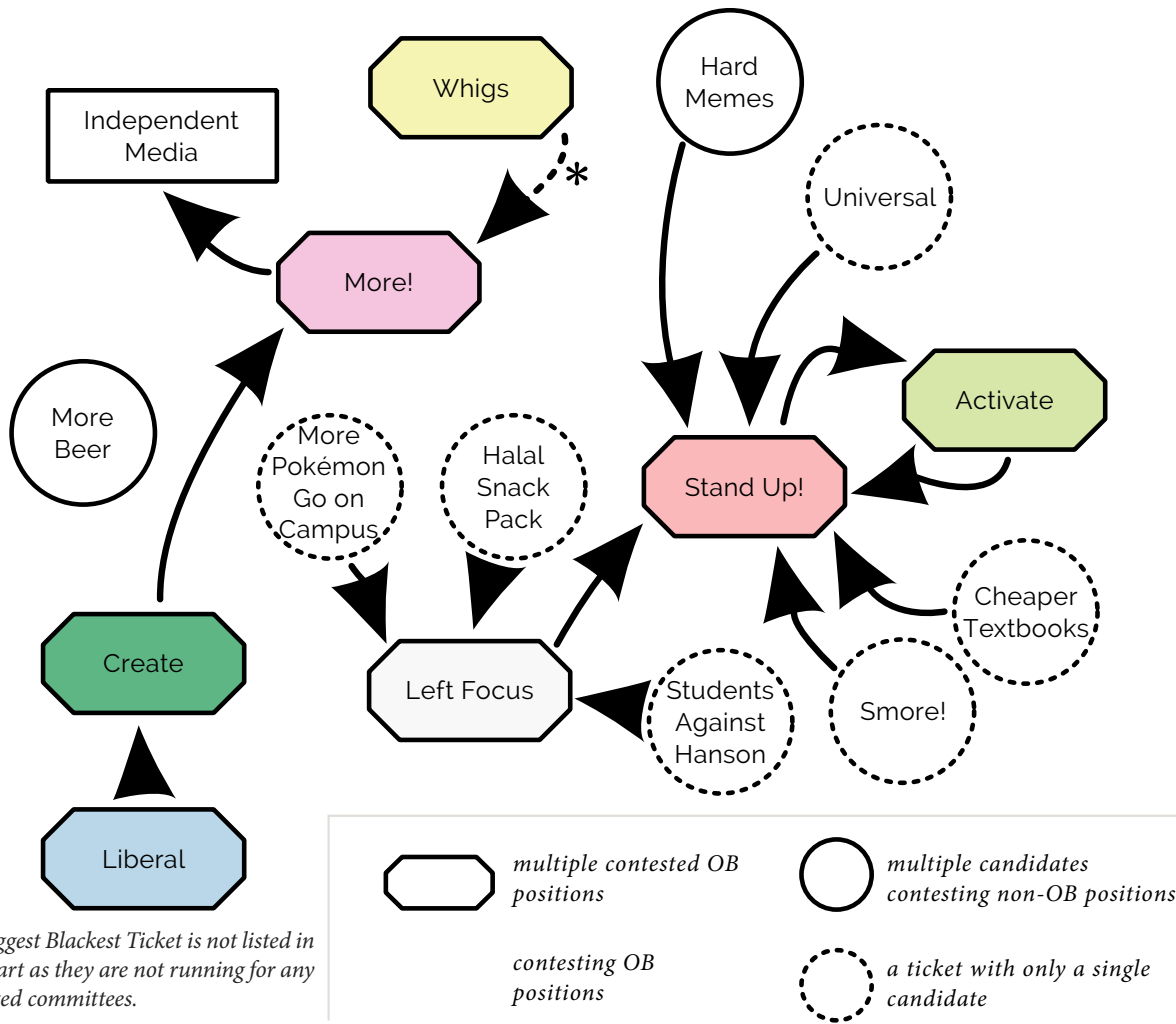 Whigs
Hard
Memes
Independent
Media
*
Universal
More!
Activate
More
Beer
More
Pokémon
Go on
Campus
Halal
Snack
Pack
Stand Up!
Cheaper
Textbooks
Create
Left Focus
Students
Against
Hanson
Smore!
Liberal
multiple contested OB
positions
multiple candidates
contesting non-OB positions
contesting OB
positions
a ticket with only a single
candidate
ggest Blackest Ticket is not listed in
art as they are not running for any
ed committees.